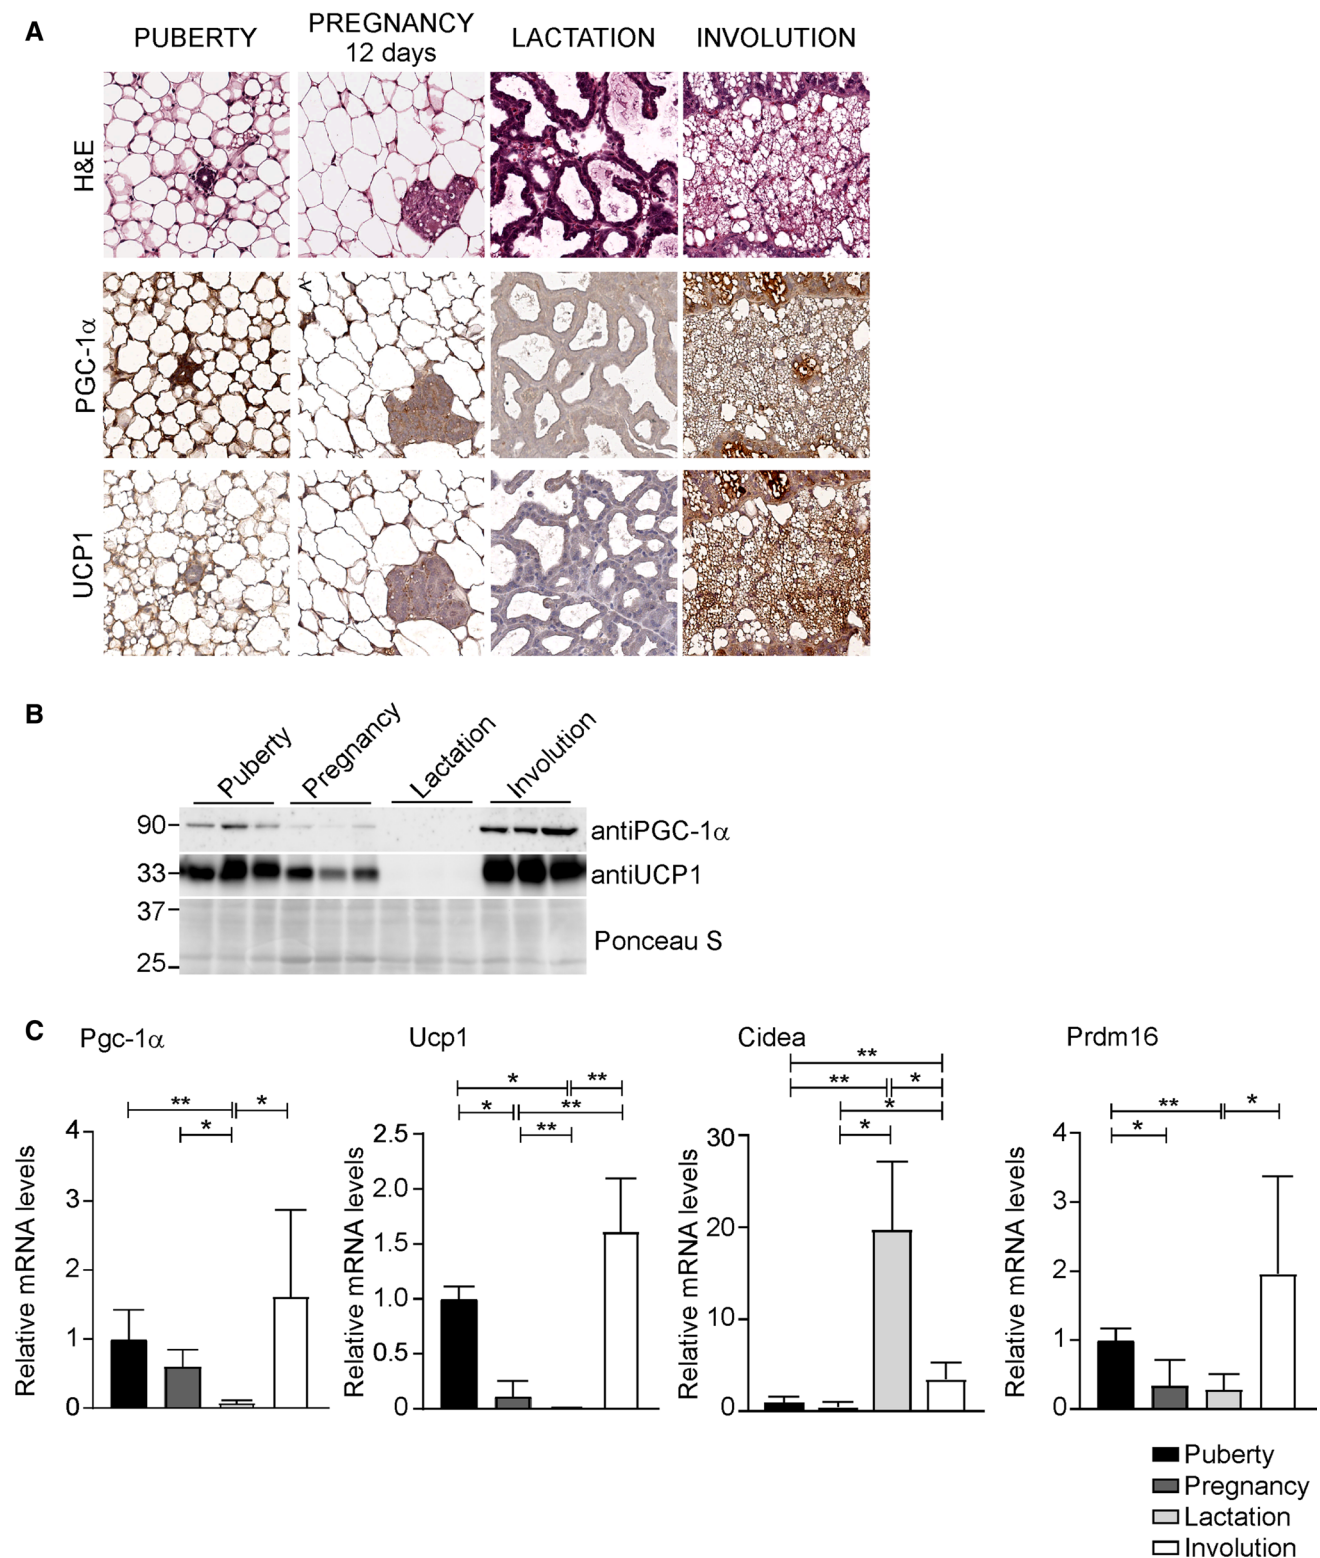 A
PUBERTY
PREGNANCY
12 days
LACTATION
INVOLUTION
H&E
PGC-1α
UCP1
B
Puberty
Pregnancy
Lactation
Involution
90
antiPGC-1α
33
antiUCP1
37
25
Ponceau S
C
Pgc-1α
** *
*
Relative mRNA levels
4
3
2
1
0
Ucp1
* **
* **
**
Relative mRNA levels
2.5
2.0
1.5
1.0
0.5
0
Cidea
**
** *
*
*
Relative mRNA levels
30
20
10
0
Prdm16
** *
*
Relative mRNA levels
4
3
2
1
0
Puberty
Pregnancy
Lactation
Involution